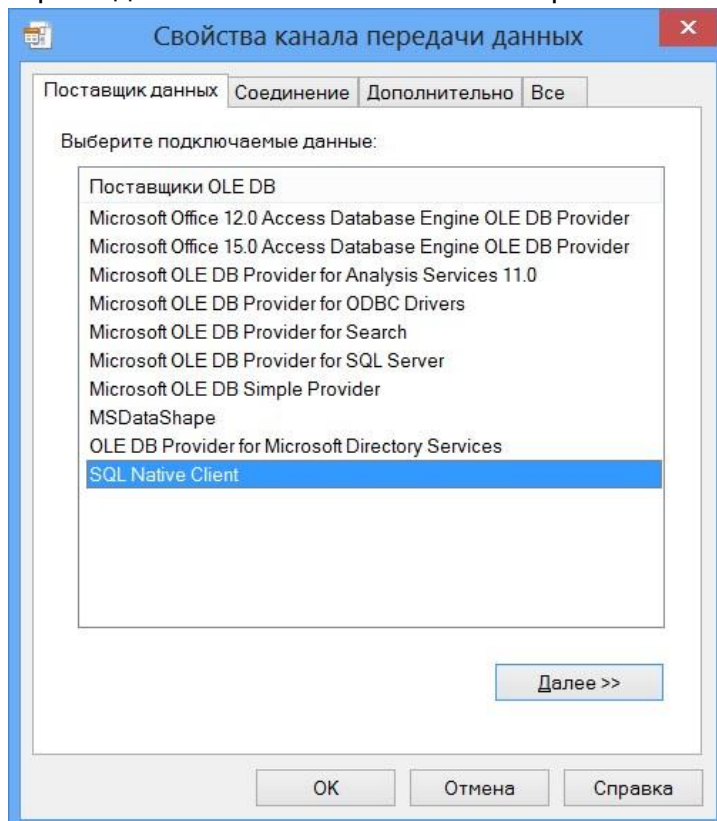 Свойства канала передачи данных
Поставщик данных Соединение Дополнительно Все
Выберите подключаемые данные:
Поставщики OLE DB
Microsoft Office 12.0 Access Database Engine OLE DB Provider
Microsoft Office 15.0 Access Database Engine OLE DB Provider
Microsoft OLE DB Provider for Analysis Services 11.0
Microsoft OLE DB Provider for ODBC Drivers
Microsoft OLE DB Provider for Search
Microsoft OLE DB Provider for SQL Server
Microsoft OLE DB Simple Provider
MSDataShape
OLE DB Provider for Microsoft Directory Services
SQL Native Client
Далее >>
OK Отмена Справка